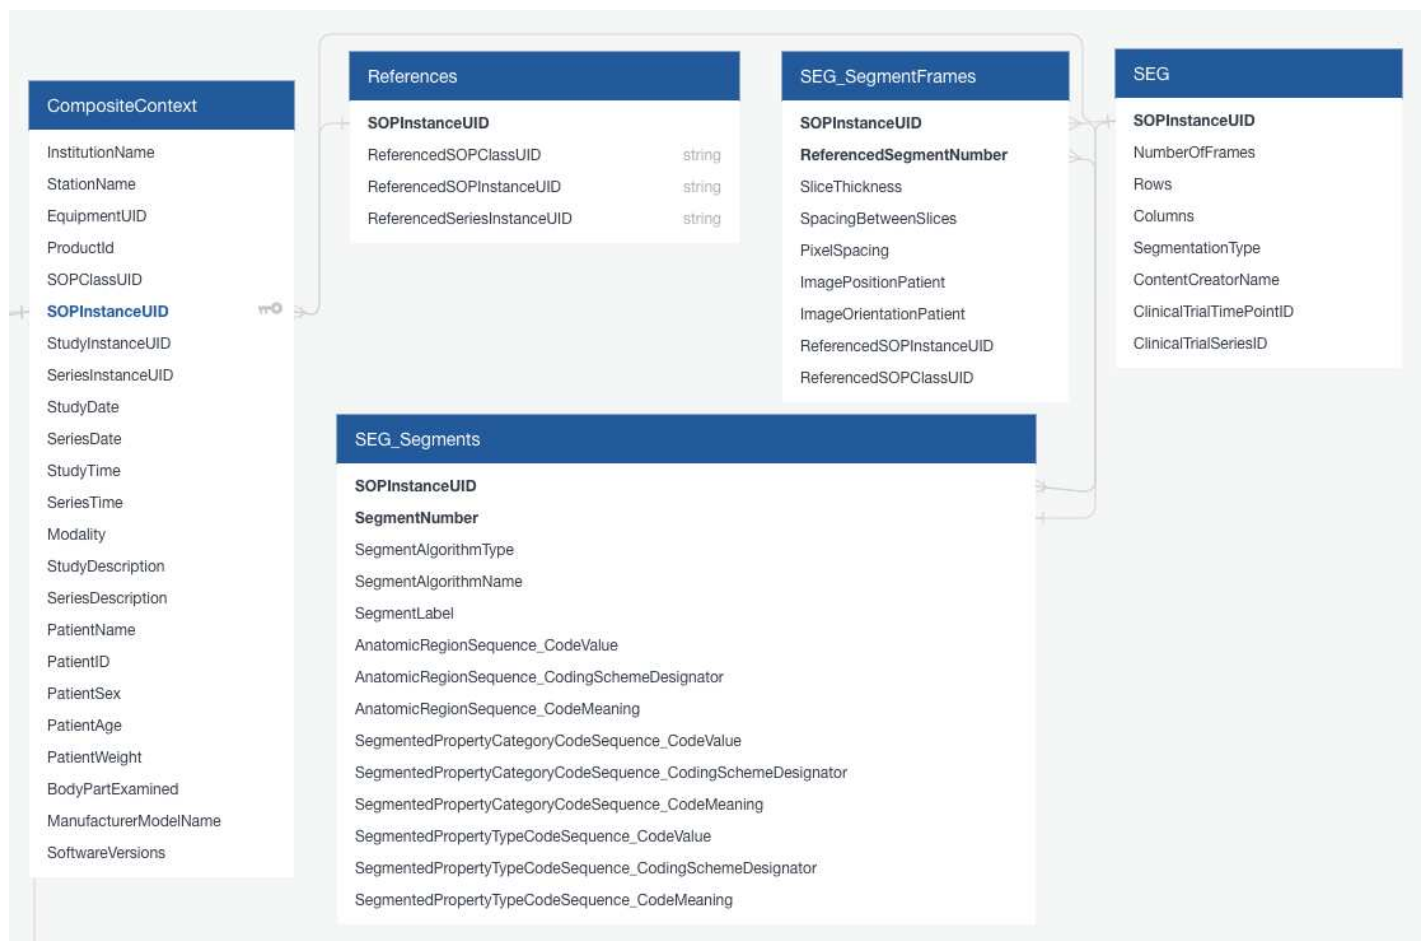 CompositeContext
InstitutionName
StationName
EquipmentUID
ProductId
SOPClassUID
SOPInstanceUID
StudyInstanceUID
SeriesInstanceUID
StudyDate
SeriesDate
StudyTime
SeriesTime
Modality
StudyDescription
SeriesDescription
PatientName
PatientID
PatientSex
PatientAge
PatientWeight
BodyPartExamined
ManufacturerModelName
SoftwareVersions
References
SOPInstanceUID
ReferencedSOPClassUID string
ReferencedSOPInstanceUID string
ReferencedSeriesInstanceUID string
SEG_SegmentFrames
SOPInstanceUID
ReferencedSegmentNumber
SliceThickness
SpacingBetweenSlices
PixelSpacing
ImagePositionPatient
ImageOrientationPatient
ReferencedSOPInstanceUID
ReferencedSOPClassUID
SEG
SOPInstanceUID
NumberOfFrames
Rows
Columns
SegmentationType
ContentCreatorName
ClinicalTrialTimePointID
ClinicalTrialSeriesID
SEG_Segments
SOPInstanceUID
SegmentNumber
SegmentAlgorithmType
SegmentAlgorithmName
SegmentLabel
AnatomicRegionSequence_CodeValue
AnatomicRegionSequence_CodingSchemeDesignator
AnatomicRegionSequence_CodeMeaning
SegmentedPropertyCategoryCodeSequence_CodeValue
SegmentedPropertyCategoryCodeSequence_CodingSchemeDesignator
SegmentedPropertyCategoryCodeSequence_CodeMeaning
SegmentedPropertyTypeCodeSequence_CodeValue
SegmentedPropertyTypeCodeSequence_CodingSchemeDesignator
SegmentedPropertyTypeCodeSequence_CodeMeaning